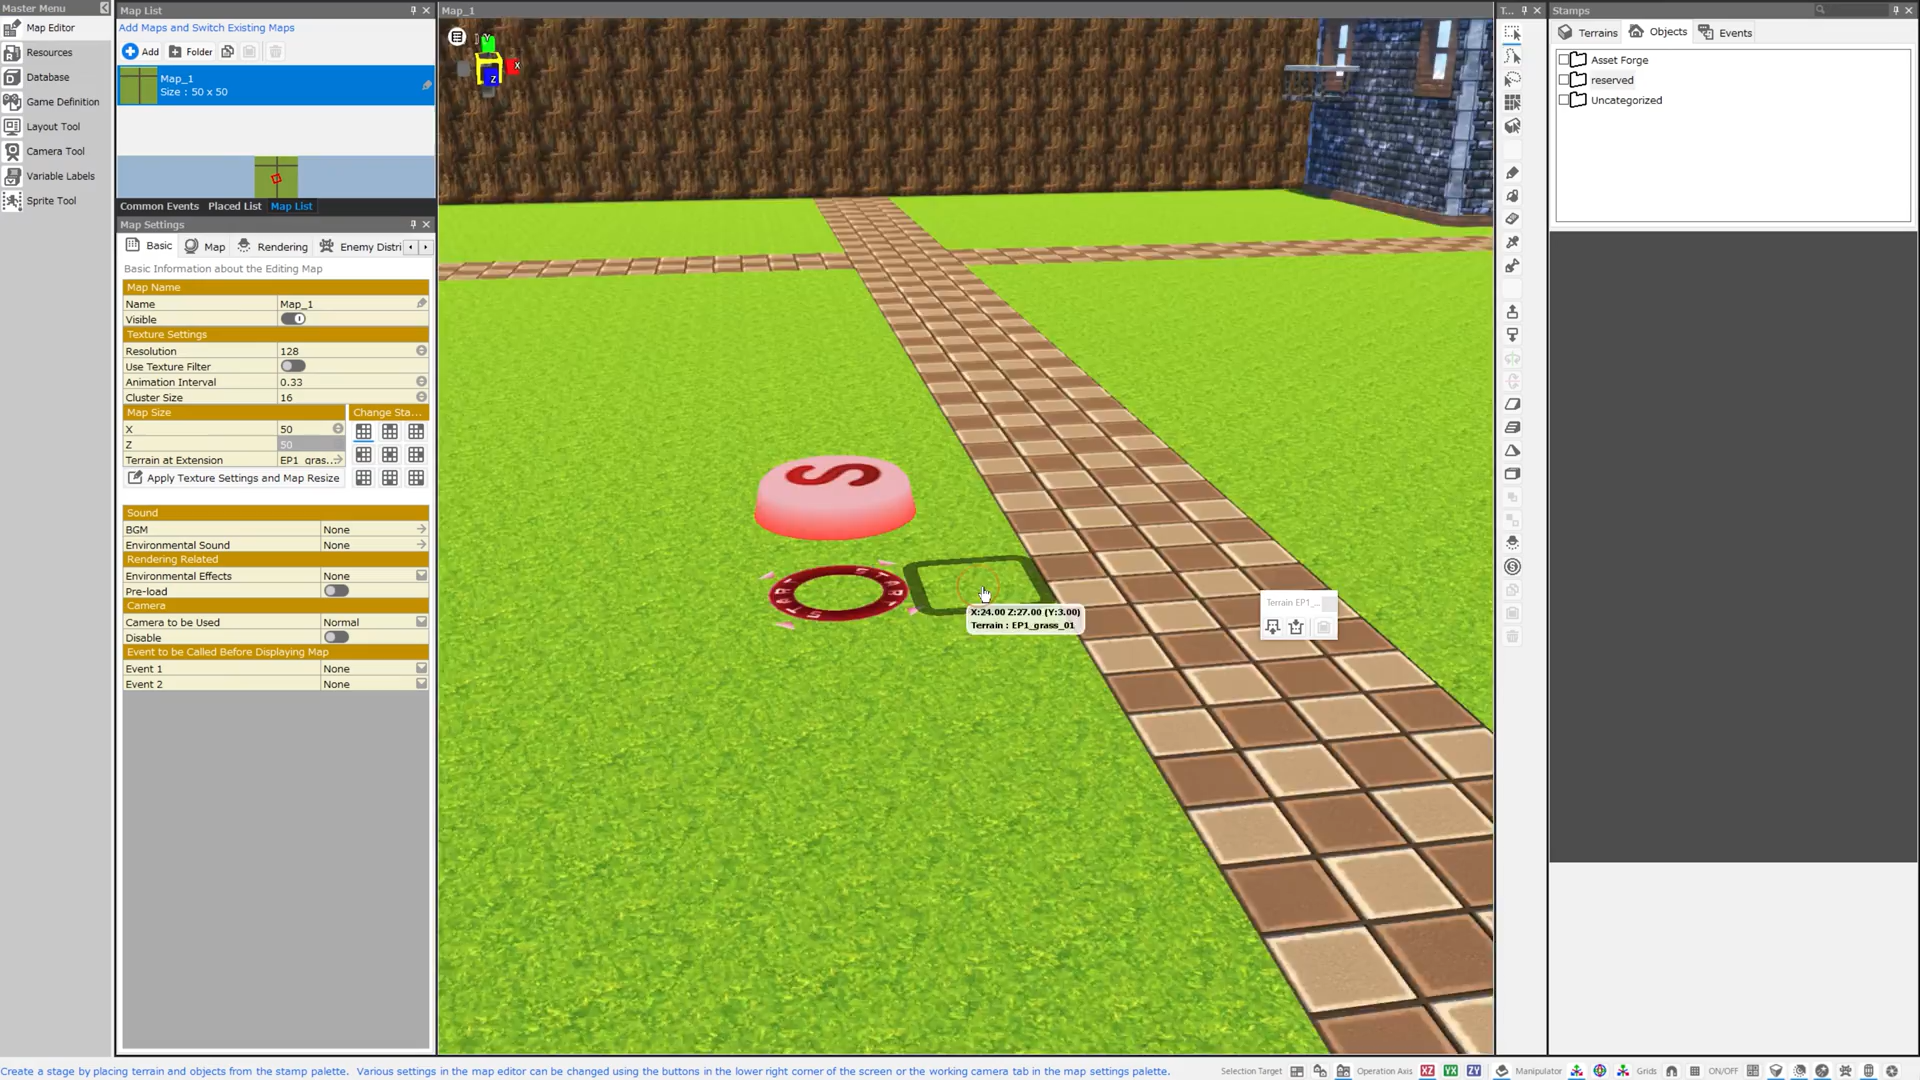 Master Menu
Map Editor
Resources
Database
Game Definition
Layout Tool
Camera Tool
Variable Labels
Sprite Tool
Map List
Add Maps and Switch Existing Maps
Add
Folder
Map_1
Size : 50 x 50
Common Events
Placed List
Map List
Map Settings
Basic
Map
Rendering
Enemy Distri
Basic Information about the Editing Map
Map Name
Name
Map_1
Visible
Texture Settings
Resolution
128
Use Texture Filter
Animation Interval
0.33
Cluster Size
16
Map Size
Change Sta...
X
50
Z
50
Terrain at Extension
EP1_gras...
Apply Texture Settings and Map Resize
Sound
BGM
None
Environmental Sound
None
Rendering Related
Environmental Effects
None
Pre-load
Camera
Camera to be Used
Normal
Disable
Event to be Called Before Displaying Map
Event 1
None
Event 2
None
Map_1
Y
X
Z
S
START
X:24.00 Z:27.00 (Y:3.00)
Terrain : EP1_grass_01
Terrain EP1_...
T...
Stamps
Terrains
Objects
Events
Asset Forge
reserved
Uncategorized
Create a stage by placing terrain and objects from the stamp palette. Various settings in the map editor can be changed using the buttons in the lower right corner of the screen or the working camera tab in the map settings palette.
Selection Target
Operation Axis
XZ
YX
ZY
Manipulator
Grids
ON/OFF